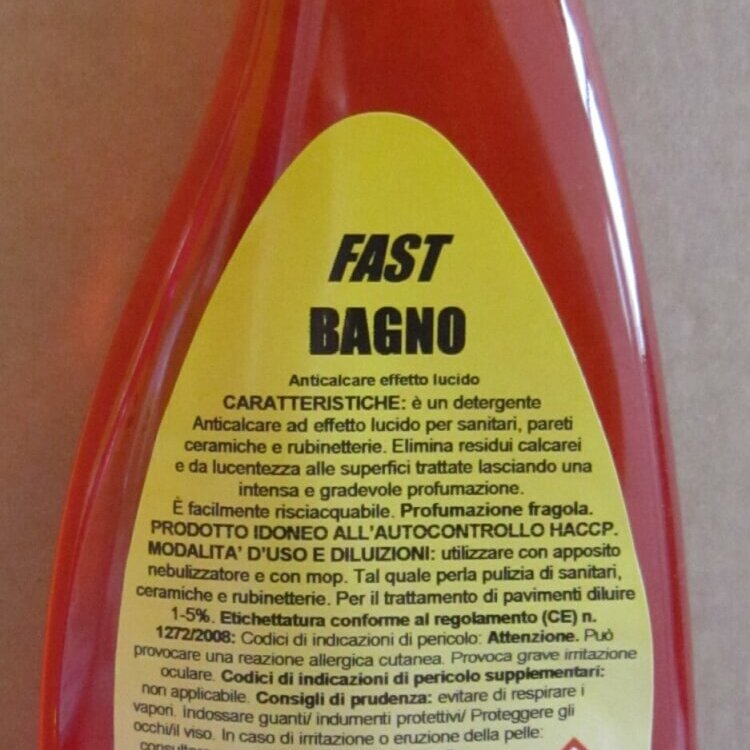 FAST
BAGNO
Anticalcare effetto lucido
CARATTERISTICHE: è un detergente
Anticalcare ad effetto lucido per sanitari, pareti
ceramiche e rubinetterie. Elimina residui calcarei
e da lucentezza alle superfici trattate lasciando una
intensa e gradevole profumazione.
È facilmente risciacquabile. Profumazione fragola.
PRODOTTO IDONEO ALL'AUTOCONTROLLO HACCP.
MODALITA' D'USO E DILUIZIONI: utilizzare con apposito
nebulizzatore e con mop. Tal quale perla pulizia di sanitari,
ceramiche e rubinetterie. Per il trattamento di pavimenti diluire
1-5%. Etichettatura conforme al regolamento (CE) n.
1272/2008: Codici di indicazioni di pericolo: Attenzione. Può
provocare una reazione allergica cutanea. Provoca grave irritazione
oculare. Codici di indicazioni di pericolo supplementari:
non applicabile. Consigli di prudenza: evitare di respirare i
vapori. Indossare guanti/ indumenti protettivi/ Proteggere gli
occhi/il viso. In caso di irritazione o eruzione della pelle: